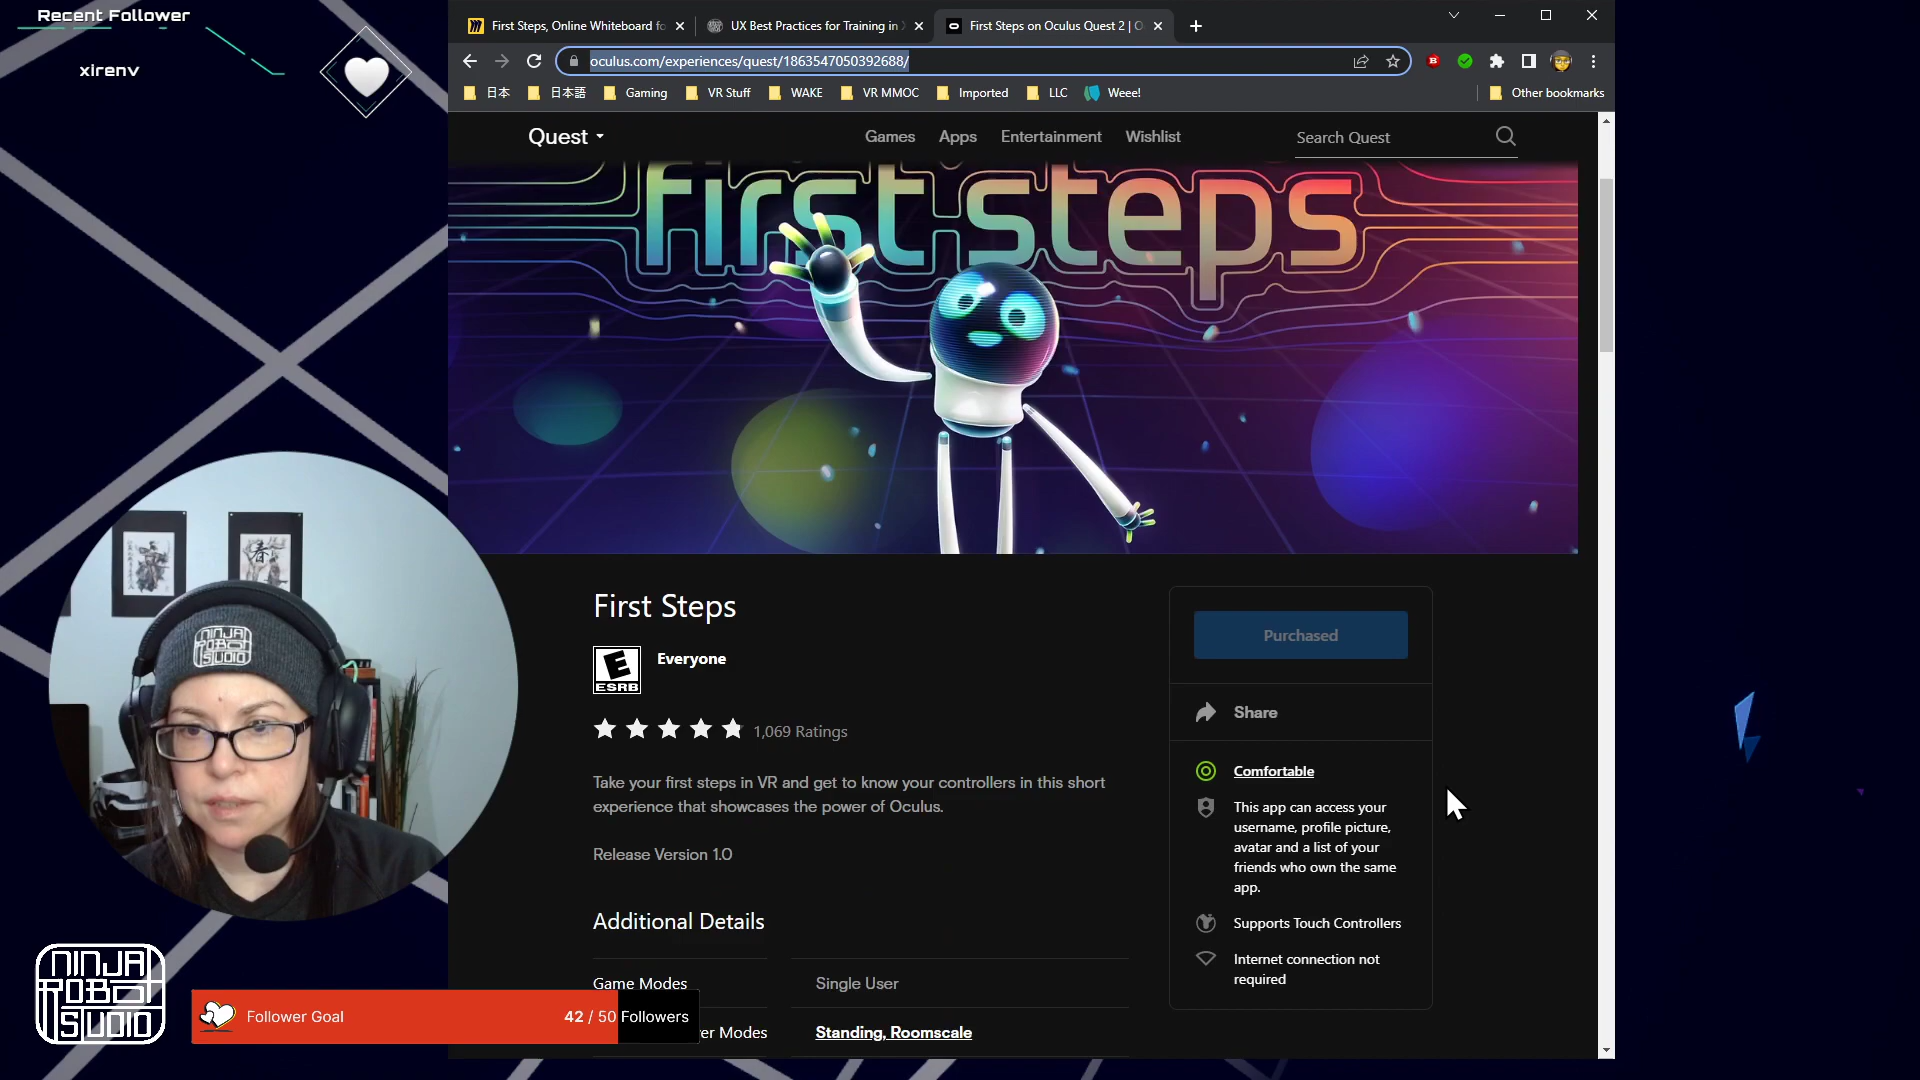 Recent Follower
xirenv
First Steps, Online Whiteboard fo
UX Best Practices for Training in X
First Steps on Oculus Quest 2 | O
oculus.com/experiences/quest/1863547050392688/
日本
日本語
Gaming
VR Stuff
WAKE
VR MMOC
Imported
LLC
Weee!
Other bookmarks
Quest
Games
Apps
Entertainment
Wishlist
Search Quest
first steps
First Steps
E
ESRB
Everyone
1,069 Ratings
Take your first steps in VR and get to know your controllers in this short
experience that showcases the power of Oculus.
Release Version 1.0
Additional Details
Game Modes
Single User
er Modes
Standing, Roomscale
Purchased
Share
Comfortable
This app can access your
username, profile picture,
avatar and a list of your
friends who own the same
app.
Supports Touch Controllers
Internet connection not
required
春
NINJA
ROBOT
STUDIO
NINJA
ROBOT
STUDIO
Follower Goal
42 / 50 Followers